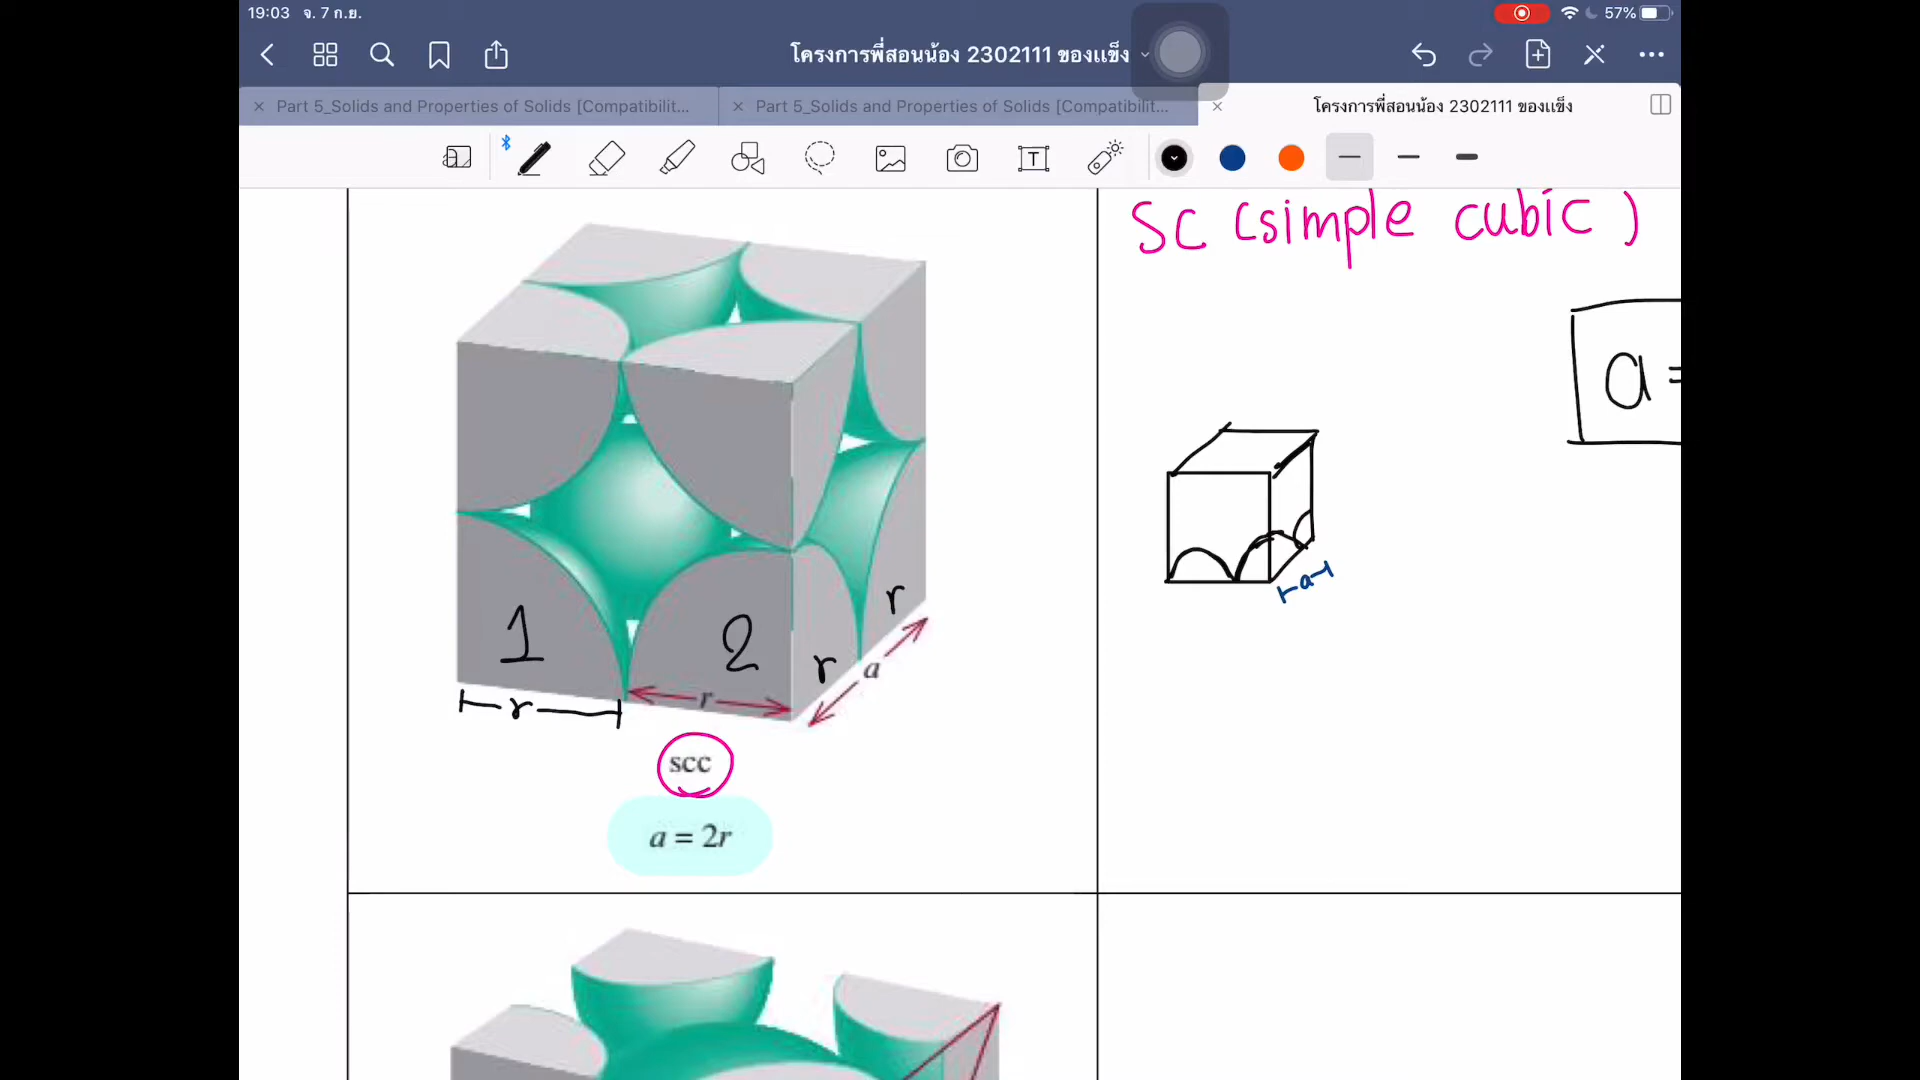 19:03 จ. 7 ก.ย.
57%
โครงการพี่สอนน้อง 2302111 ของแข็ง
Part 5_Solids and Properties of Solids [Compatibilit...
Part 5_Solids and Properties of Solids [Compatibilit...
โครงการพี่สอนน้อง 2302111 ของแข็ง
a
T
SC (simple cubic)
a =
a
1
2
r
r
r
r
a
scc
a = 2r